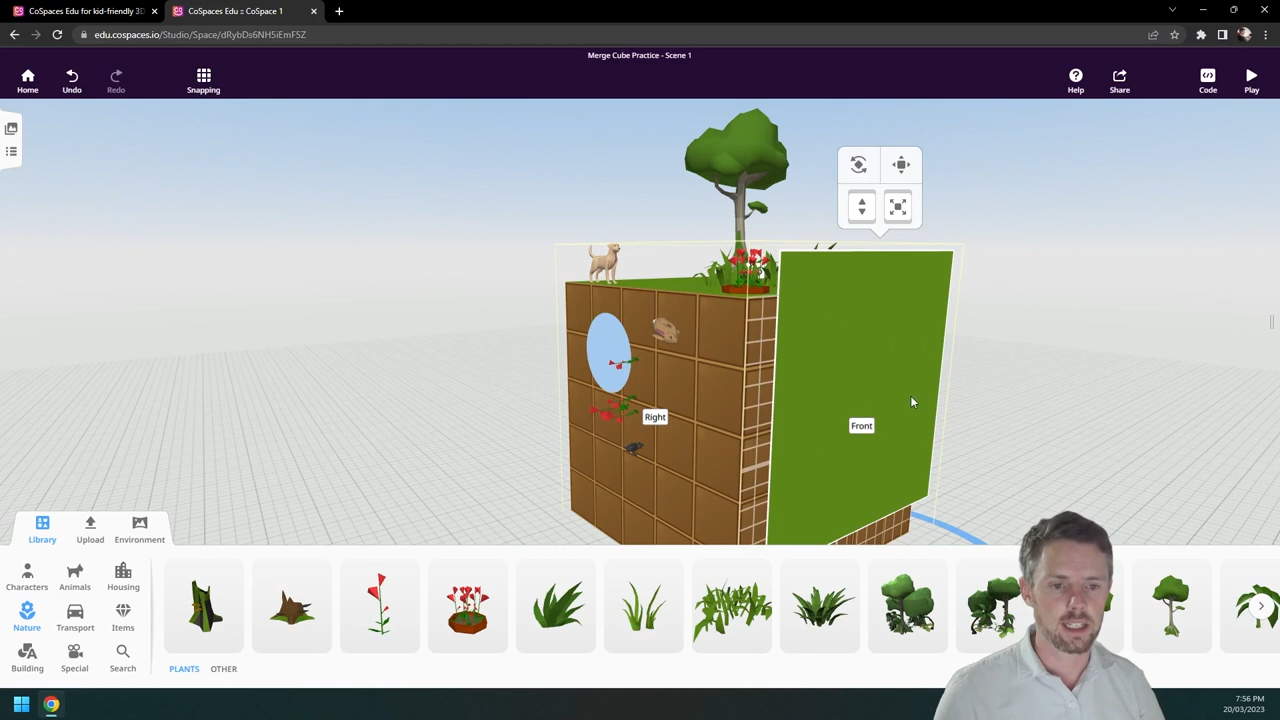 CoSpaces Edu for kid-friendly 3D
CoSpaces Edu :: CoSpace 1
edu.cospaces.io/Studio/Space/dRybDs6NH5iEmF5Z
Merge Cube Practice - Scene 1
Home
Undo
Redo
Snapping
Help
Share
Code
Play
Right
Front
Library
Upload
Environment
Characters
Animals
Housing
Nature
Transport
Items
Building
Special
Search
PLANTS
OTHER
7:56 PM
20/03/2023